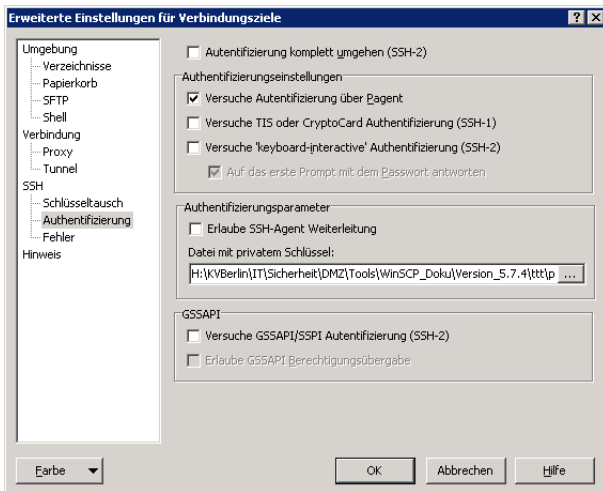 Erweiterte Einstellungen für Verbindungsziele
Umgebung
Verzeichnisse
Papierkorb
SFTP
Shell
Verbindung
Proxy
Tunnel
SSH
Schlüsseltausch
Authentifizierung
Fehler
Hinweis
Autentifizierung komplett umgehen (SSH-2)
Authentifizierungseinstellungen
Versuche Autentifizierung über Pagent
Versuche TIS oder CryptoCard Authentifizierung (SSH-1)
Versuche 'keyboard-interactive' Authentifizierung (SSH-2)
Auf das erste Prompt mit dem Passwort antworten
Authentifizierungsparameter
Erlaube SSH-Agent Weiterleitung
Datei mit privatem Schlüssel:
H:\KVBerlin\IT\Sicherheit\DMZ\Tools\WinSCP_Doku\Version_5.7.4\ttt\p ...
GSSAPI
Versuche GSSAPI/SSPI Autentifizierung (SSH-2)
Erlaube GSSAPI Berechtigungsübergabe
Farbe
OK
Abbrechen
Hilfe